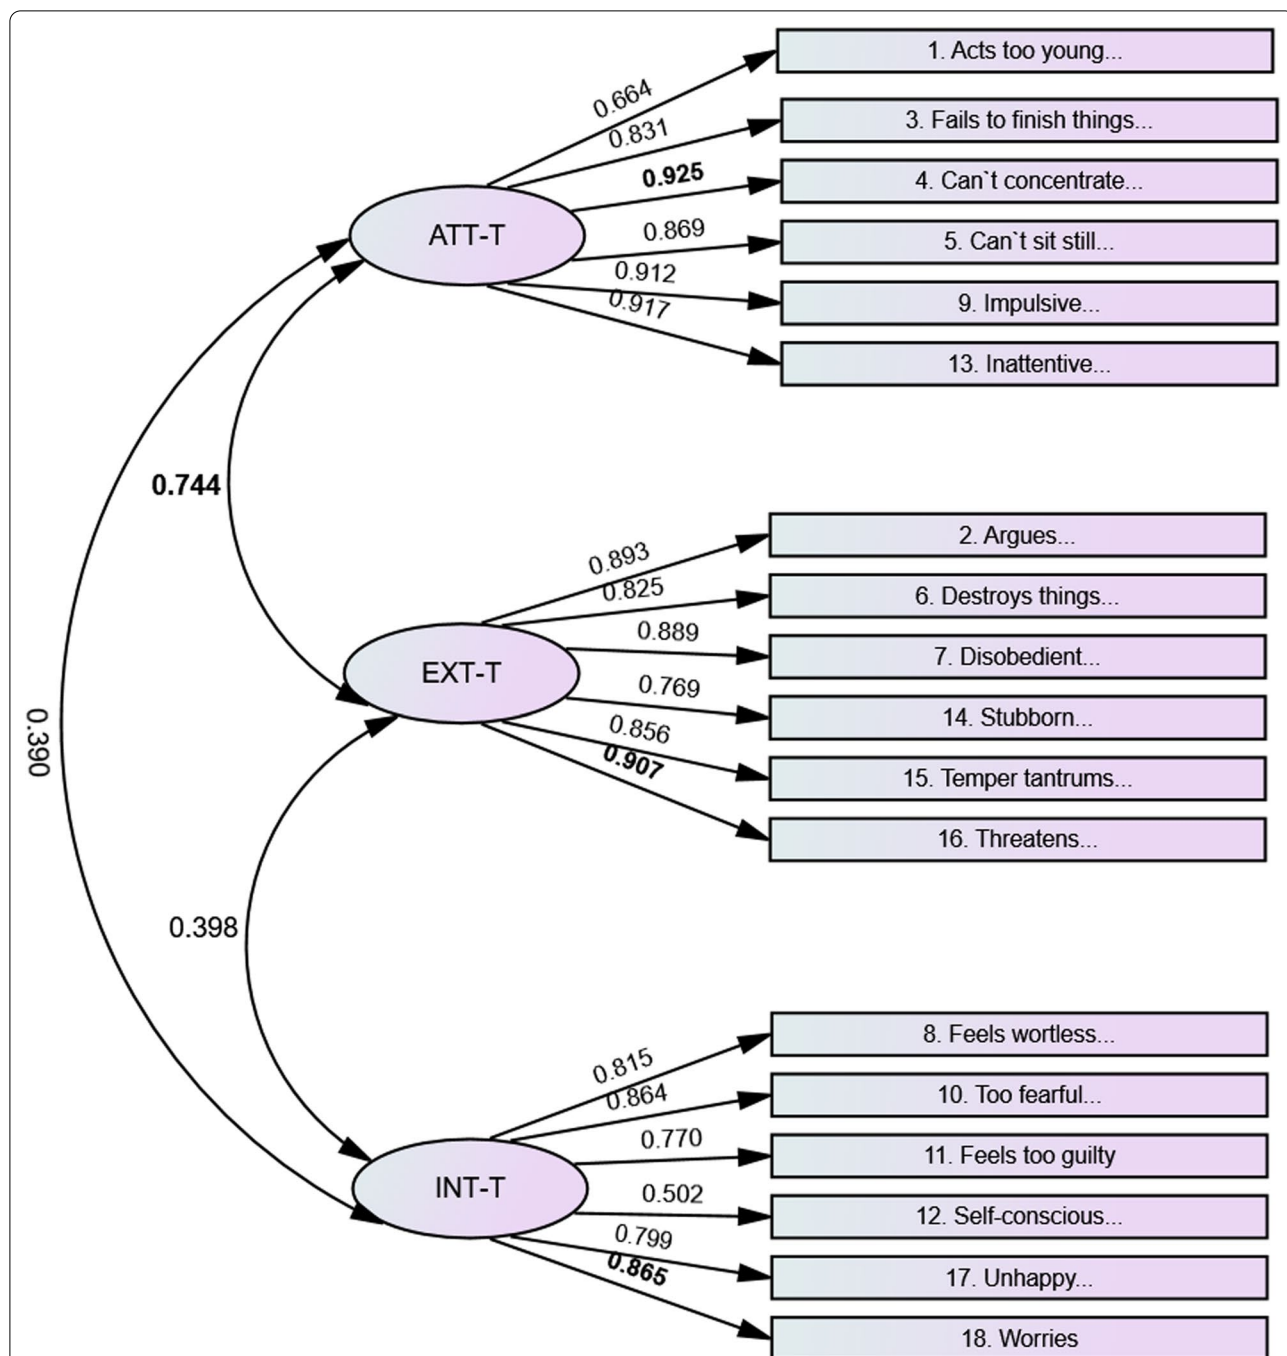 1. Acts too young...
0.664
3. Fails to finish things...
0.831
4. Can`t concentrate...
0.925
ATT-T
5. Can`t sit still...
0.869
9. Impulsive...
0.912
13. Inattentive...
0.917
0.744
2. Argues...
0.893
6. Destroys things...
0.825
7. Disobedient...
0.889
EXT-T
14. Stubborn...
0.769
15. Temper tantrums...
0.856
16. Threatens...
0.907
0.390
0.398
8. Feels wortless...
0.815
10. Too fearful...
0.864
11. Feels too guilty
0.770
INT-T
12. Self-conscious...
0.502
17. Unhappy...
0.799
18. Worries
0.865